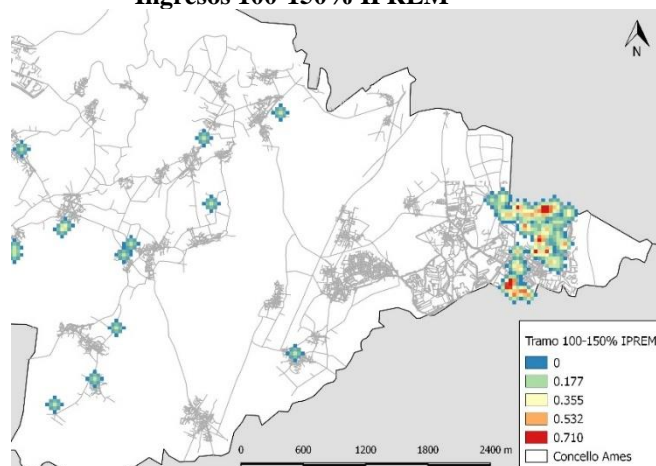 Ingresos 100-150% IPREM
N
Tramo 100-150% IPREM
0
0.177
0.355
0.532
0.710
Concello Ames
0 600 1200 1800 2400 m